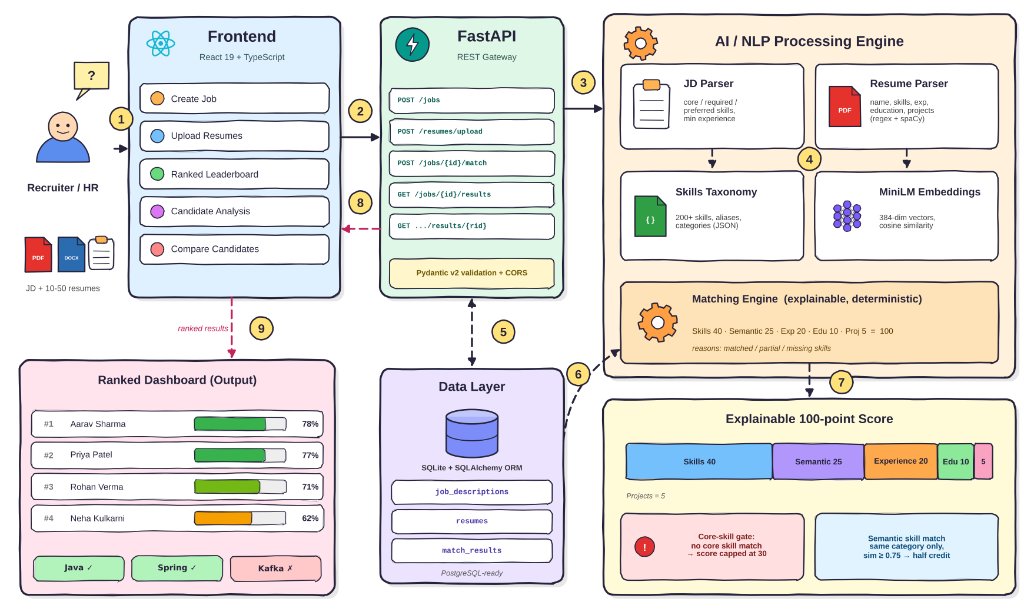 ?
1
Recruiter / HR
PDF
DOCX
JD + 10-50 resumes
Frontend
React 19 + TypeScript
Create Job
Upload Resumes
Ranked Leaderboard
Candidate Analysis
Compare Candidates
2
8
FastAPI
REST Gateway
POST /jobs
POST /resumes/upload
POST /jobs/{id}/match
GET /jobs/{id}/results
GET .../results/{rid}
Pydantic v2 validation + CORS
3
AI / NLP Processing Engine
JD Parser
core / required /
preferred skills,
min experience
PDF
Resume Parser
name, skills, exp,
education, projects
(regex + spaCy)
4
{ }
Skills Taxonomy
200+ skills, aliases,
categories (JSON)
MiniLM Embeddings
384-dim vectors,
cosine similarity
Matching Engine (explainable, deterministic)
Skills 40 · Semantic 25 · Exp 20 · Edu 10 · Proj 5 = 100
reasons: matched / partial / missing skills
ranked results
9
5
6
7
Ranked Dashboard (Output)
#1 Aarav Sharma 78%
#2 Priya Patel 77%
#3 Rohan Verma 71%
#4 Neha Kulkarni 62%
Java ✓
Spring ✓
Kafka ✗
Data Layer
SQLite + SQLAlchemy ORM
job_descriptions
resumes
match_results
PostgreSQL-ready
Explainable 100-point Score
Skills 40
Semantic 25
Experience 20
Edu 10
5
Projects = 5
!
Core-skill gate:
no core skill match
→ score capped at 30
Semantic skill match
same category only,
sim ≥ 0.75 → half credit